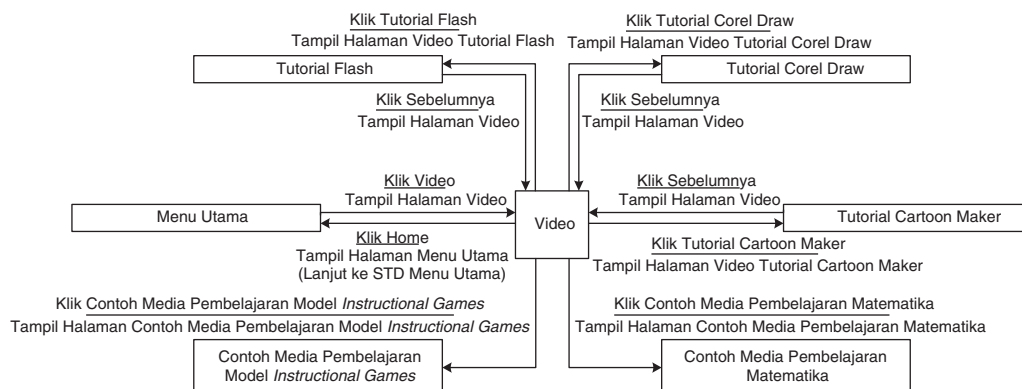 Klik Tutorial Flash
Tampil Halaman Video Tutorial Flash
Tutorial Flash
Klik Sebelumnya
Tampil Halaman Video
Klik Tutorial Corel Draw
Tampil Halaman Video Tutorial Corel Draw
Tutorial Corel Draw
Klik Sebelumnya
Tampil Halaman Video
Menu Utama
Klik Video
Tampil Halaman Video
Klik Home
Tampil Halaman Menu Utama
(Lanjut ke STD Menu Utama)
Video
Klik Sebelumnya
Tampil Halaman Video
Tutorial Cartoon Maker
Klik Tutorial Cartoon Maker
Tampil Halaman Video Tutorial Cartoon Maker
Klik Contoh Media Pembelajaran Model Instructional Games
Tampil Halaman Contoh Media Pembelajaran Model Instructional Games
Contoh Media Pembelajaran
Model Instructional Games
Klik Contoh Media Pembelajaran Matematika
Tampil Halaman Contoh Media Pembelajaran Matematika
Contoh Media Pembelajaran
Matematika